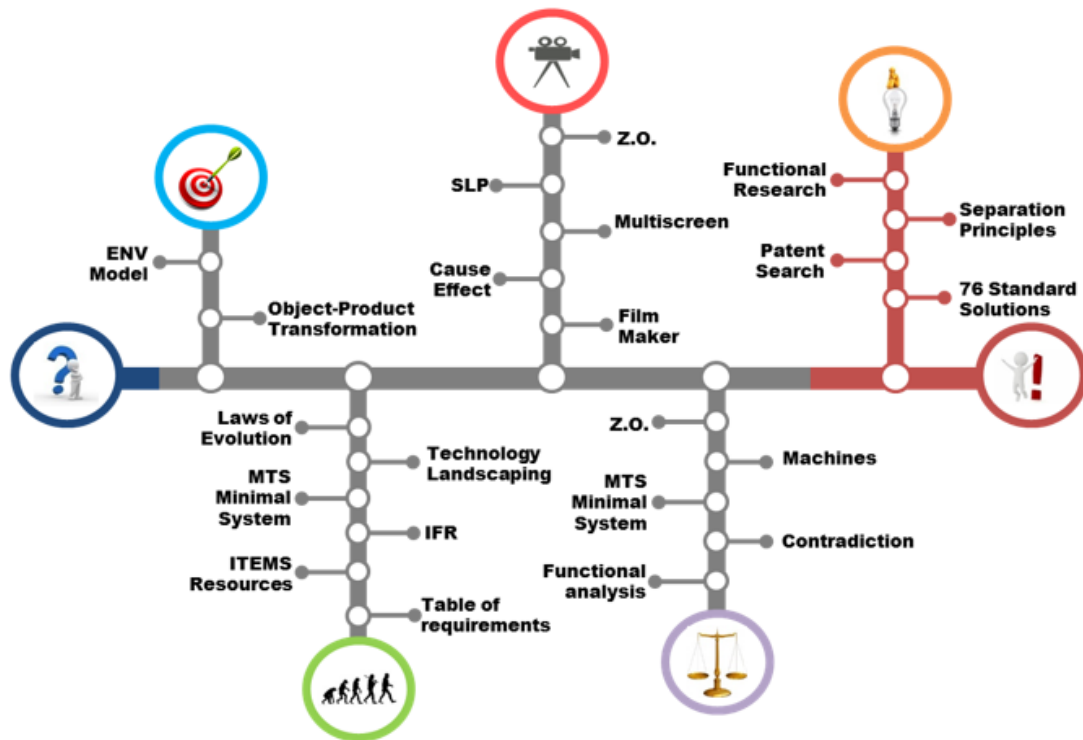 ENV
Model
Object-Product
Transformation
Laws of
Evolution
Technology
Landscaping
MTS
Minimal
System
IFR
ITEMS
Resources
Table of
requirements
Z.O.
SLP
Multiscreen
Cause
Effect
Film
Maker
Z.O.
Machines
MTS
Minimal
System
Contradiction
Functional
analysis
Functional
Research
Separation
Principles
Patent
Search
76 Standard
Solutions